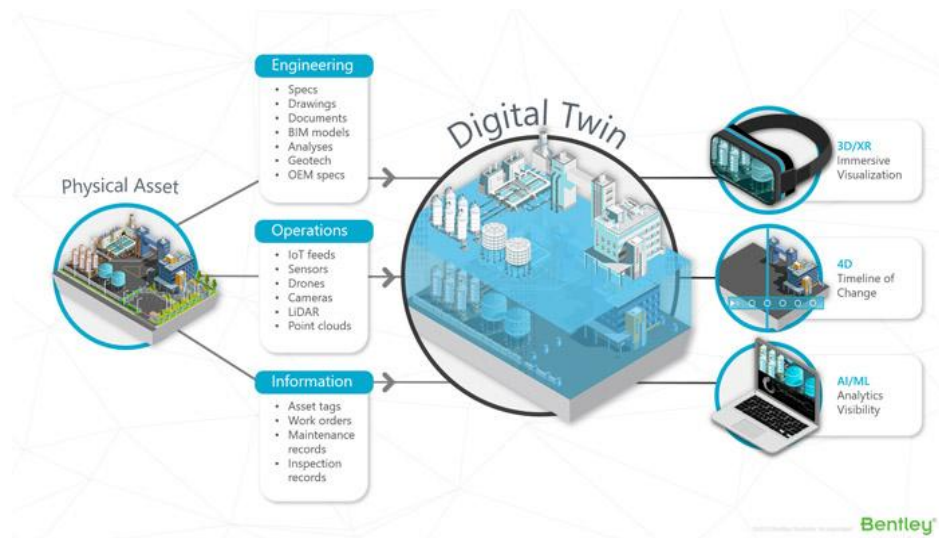 Physical Asset
Engineering
• Specs
• Drawings
• Documents
• BIM models
• Analyses
• Geotech
• OEM specs
Operations
• IoT feeds
• Sensors
• Drones
• Cameras
• LiDAR
• Point clouds
Information
• Asset tags
• Work orders
• Maintenance
records
• Inspection
records
Digital Twin
3D/XR
Immersive
Visualization
4D
Timeline of
Change
AI/ML
Analytics
Visibility
Bentley®